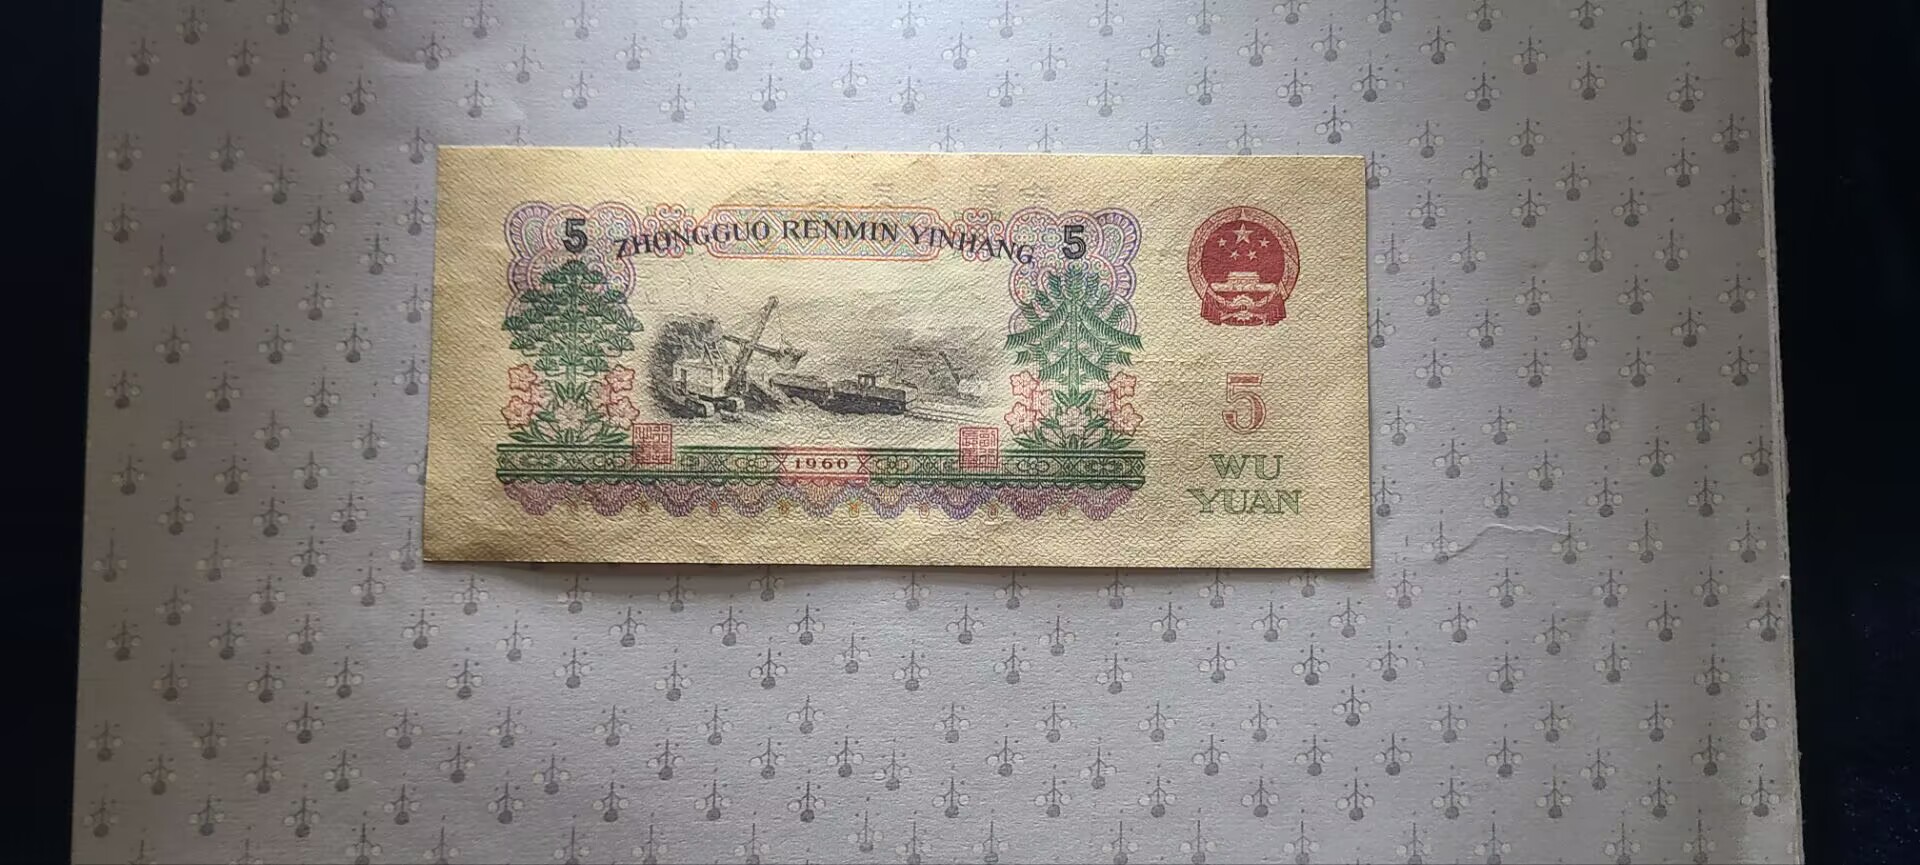 5 ZHONGGUO RENMIN YINHANG 5
5
WU
YUAN
1960